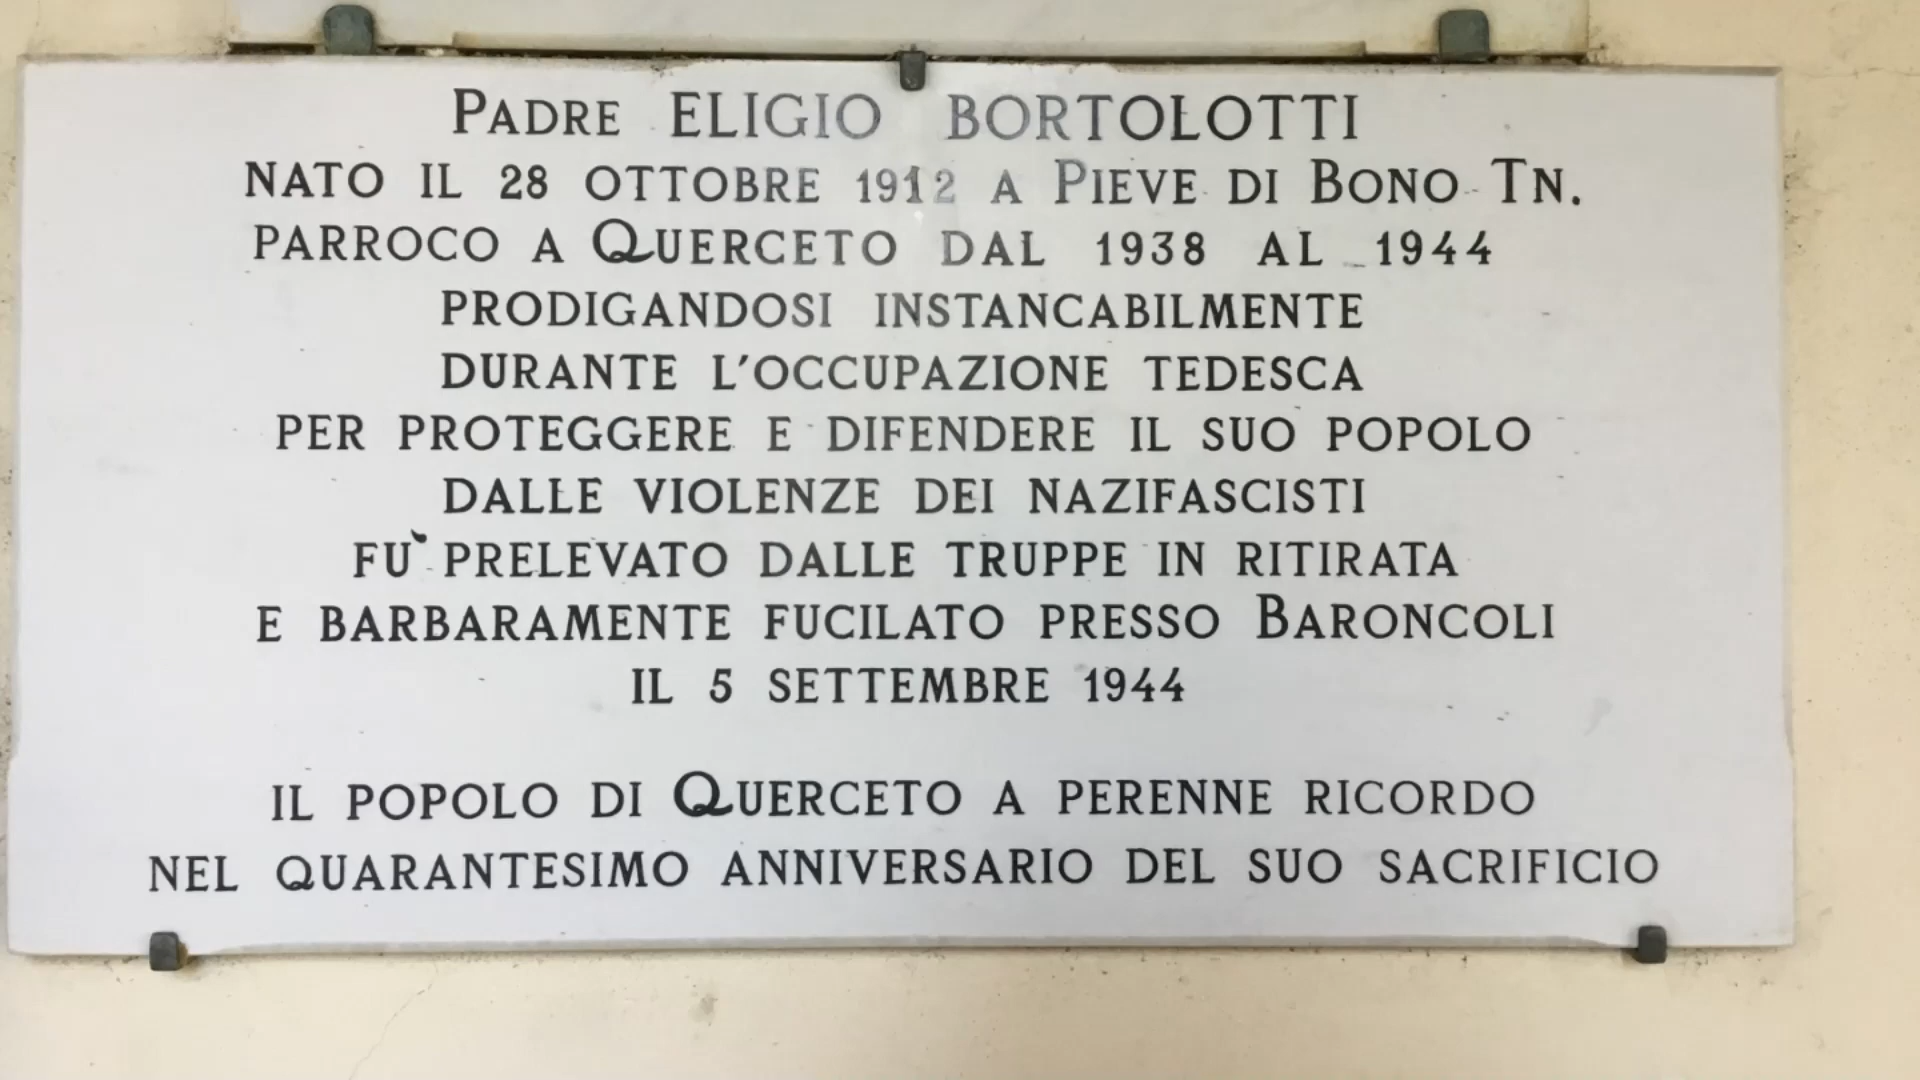 PADRE ELIGIO BORTOLOTTI
NATO IL 28 OTTOBRE 1912 A PIEVE DI BONO TN.
PARROCO A QUERCETO DAL 1938 AL 1944
PRODIGANDOSI INSTANCABILMENTE
DURANTE L'OCCUPAZIONE TEDESCA
PER PROTEGGERE E DIFENDERE IL SUO POPOLO
DALLE VIOLENZE DEI NAZIFASCISTI
FU̔ PRELEVATO DALLE TRUPPE IN RITIRATA
E BARBARAMENTE FUCILATO PRESSO BARONCOLI
IL 5 SETTEMBRE 1944
IL POPOLO DI QUERCETO A PERENNE RICORDO
NEL QUARANTESIMO ANNIVERSARIO DEL SUO SACRIFICIO